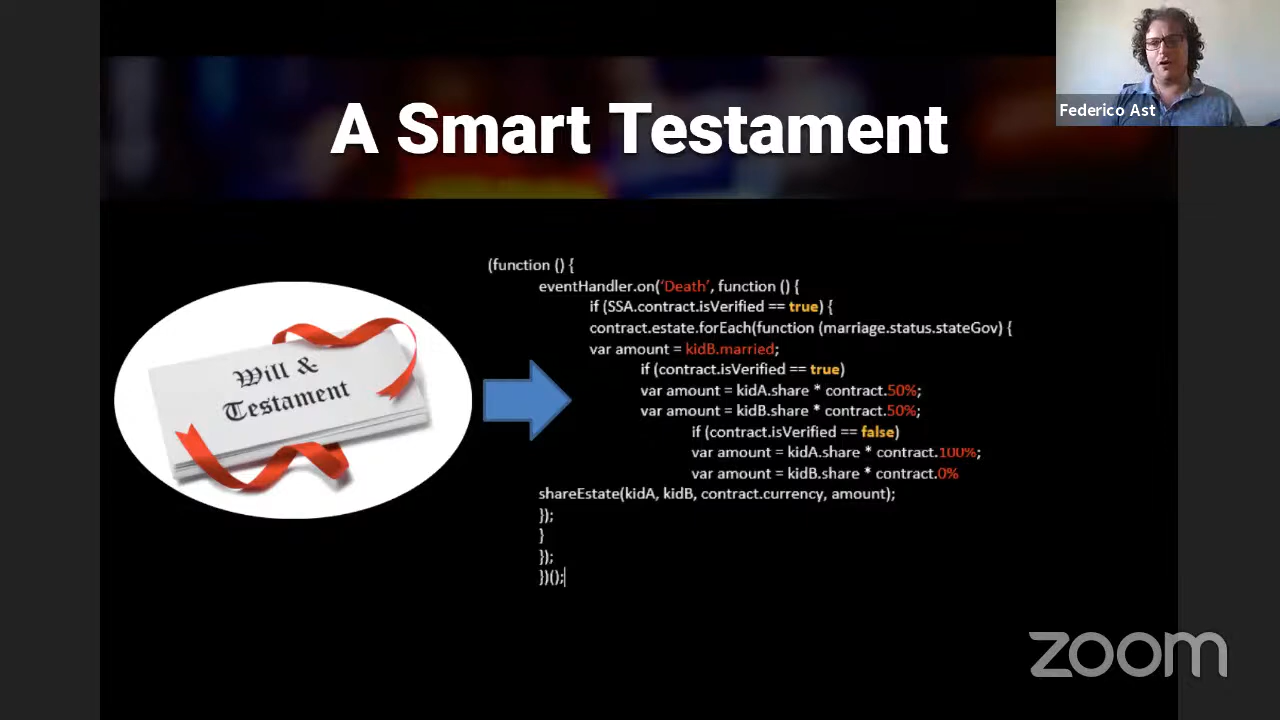 Federico Ast
A Smart Testament
Will &
Testament
(function () {
eventHandler.on('Death', function () {
if (SSA.contract.isVerified == true) {
contract.estate.forEach(function (marriage.status.stateGov) {
var amount = kidB.married;
if (contract.isVerified == true)
var amount = kidA.share * contract.50%;
var amount = kidB.share * contract.50%;
if (contract.isVerified == false)
var amount = kidA.share * contract.100%;
var amount = kidB.share * contract.0%
shareEstate(kidA, kidB, contract.currency, amount);
});
}
});
})();
zoom